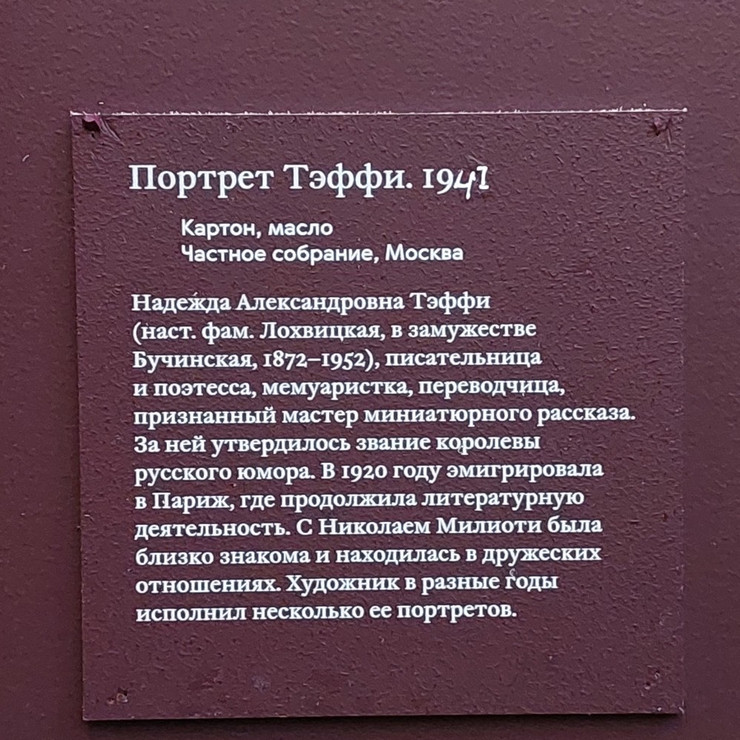 Портрет Тэффи. 1941
Картон, масло
Частное собрание, Москва
Надежда Александровна Тэффи
(наст. фам. Лохвицкая, в замужестве
Бучинская, 1872–1952), писательница
и поэтесса, мемуаристка, переводчица,
признанный мастер миниатюрного рассказа.
За ней утвердилось звание королевы
русского юмора. В 1920 году эмигрировала
в Париж, где продолжила литературную
деятельность. С Николаем Милиоти была
близко знакома и находилась в дружеских
отношениях. Художник в разные годы
исполнил несколько ее портретов.